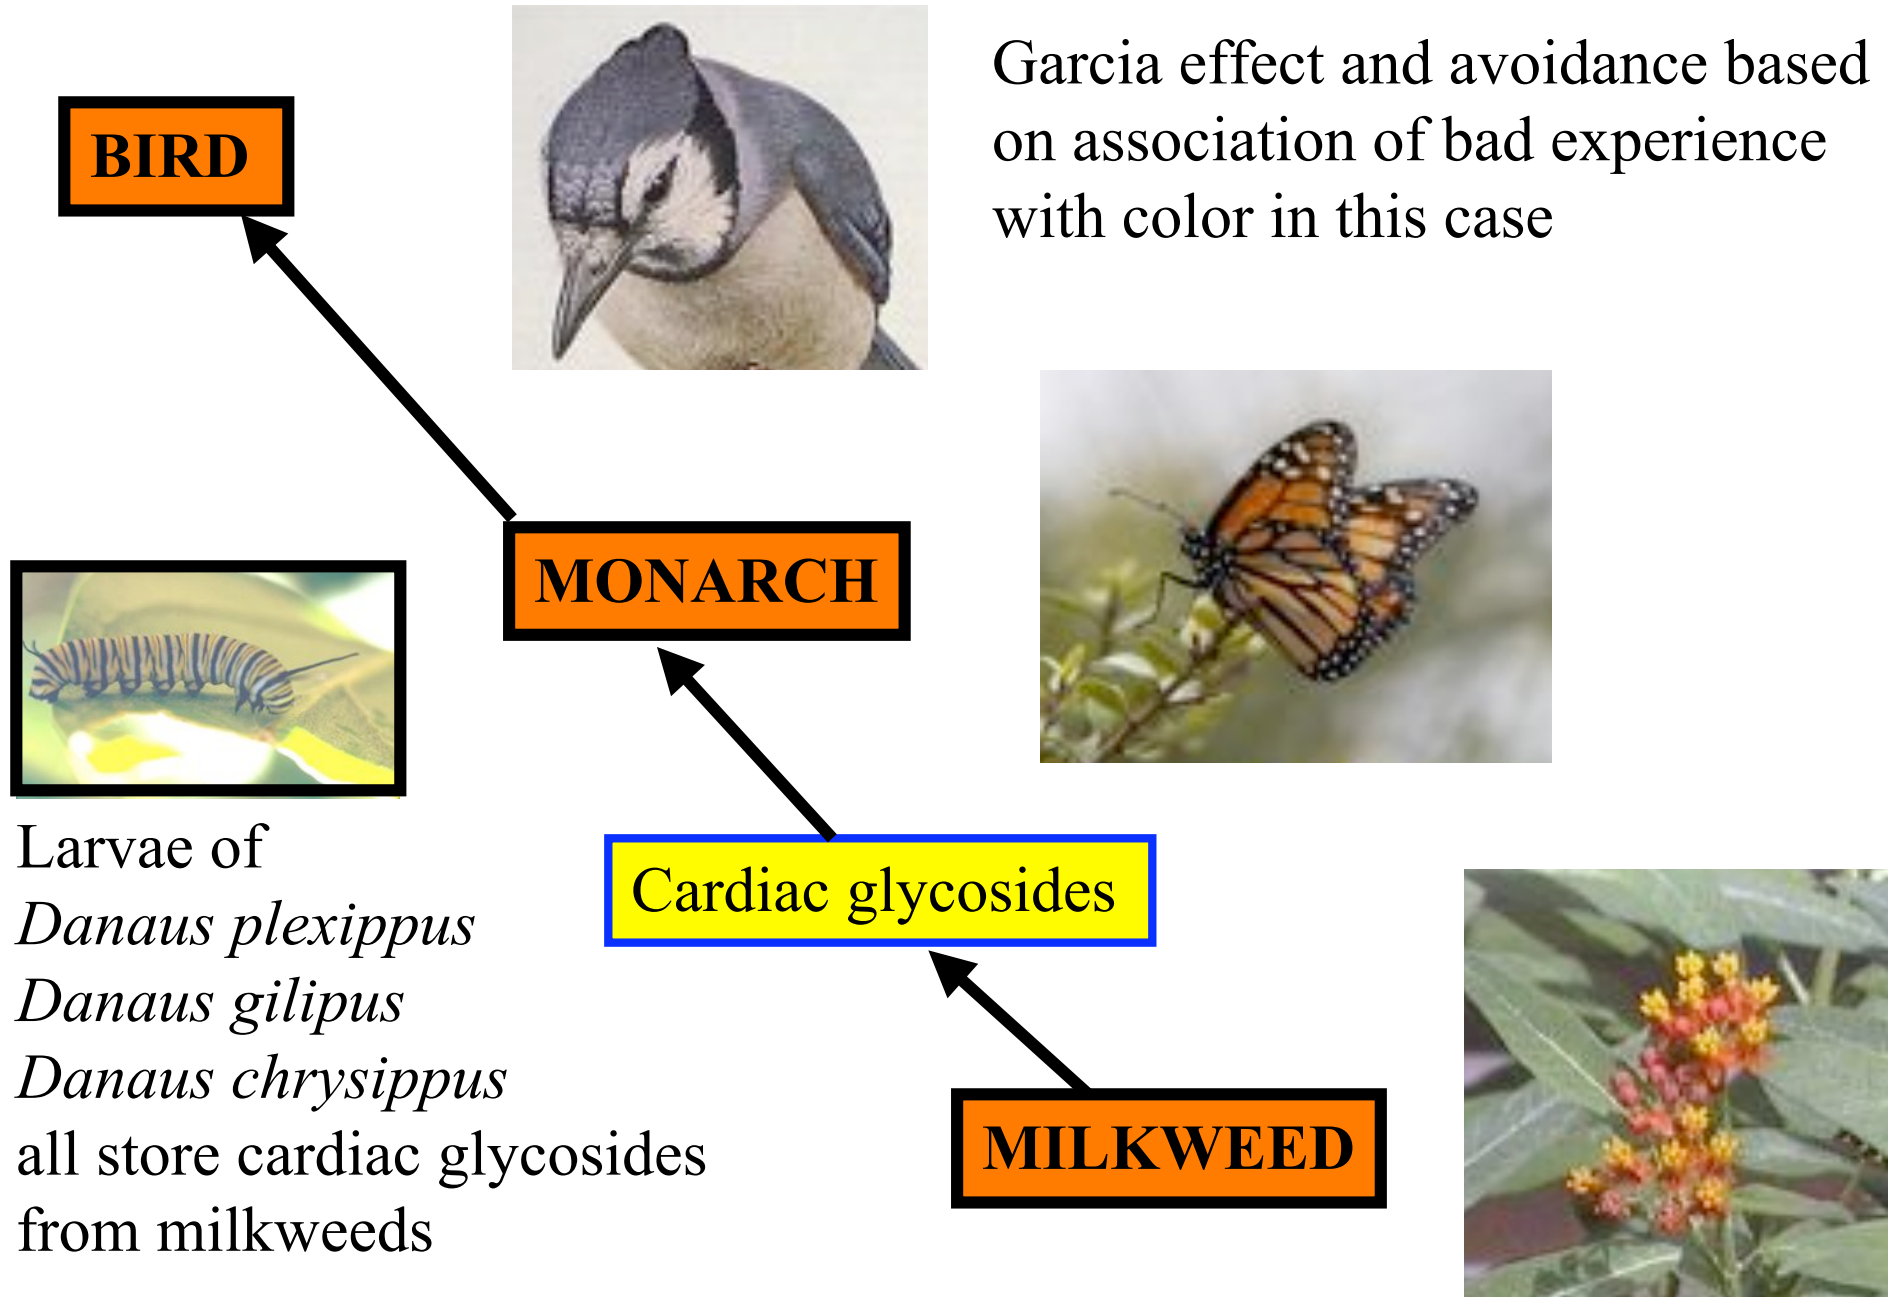 Garcia effect and avoidance based
on association of bad experience
with color in this case
BIRD
MONARCH
Cardiac glycosides
Larvae of
Danaus plexippus
Danaus gilipus
Danaus chrysippus
all store cardiac glycosides
from milkweeds
MILKWEED